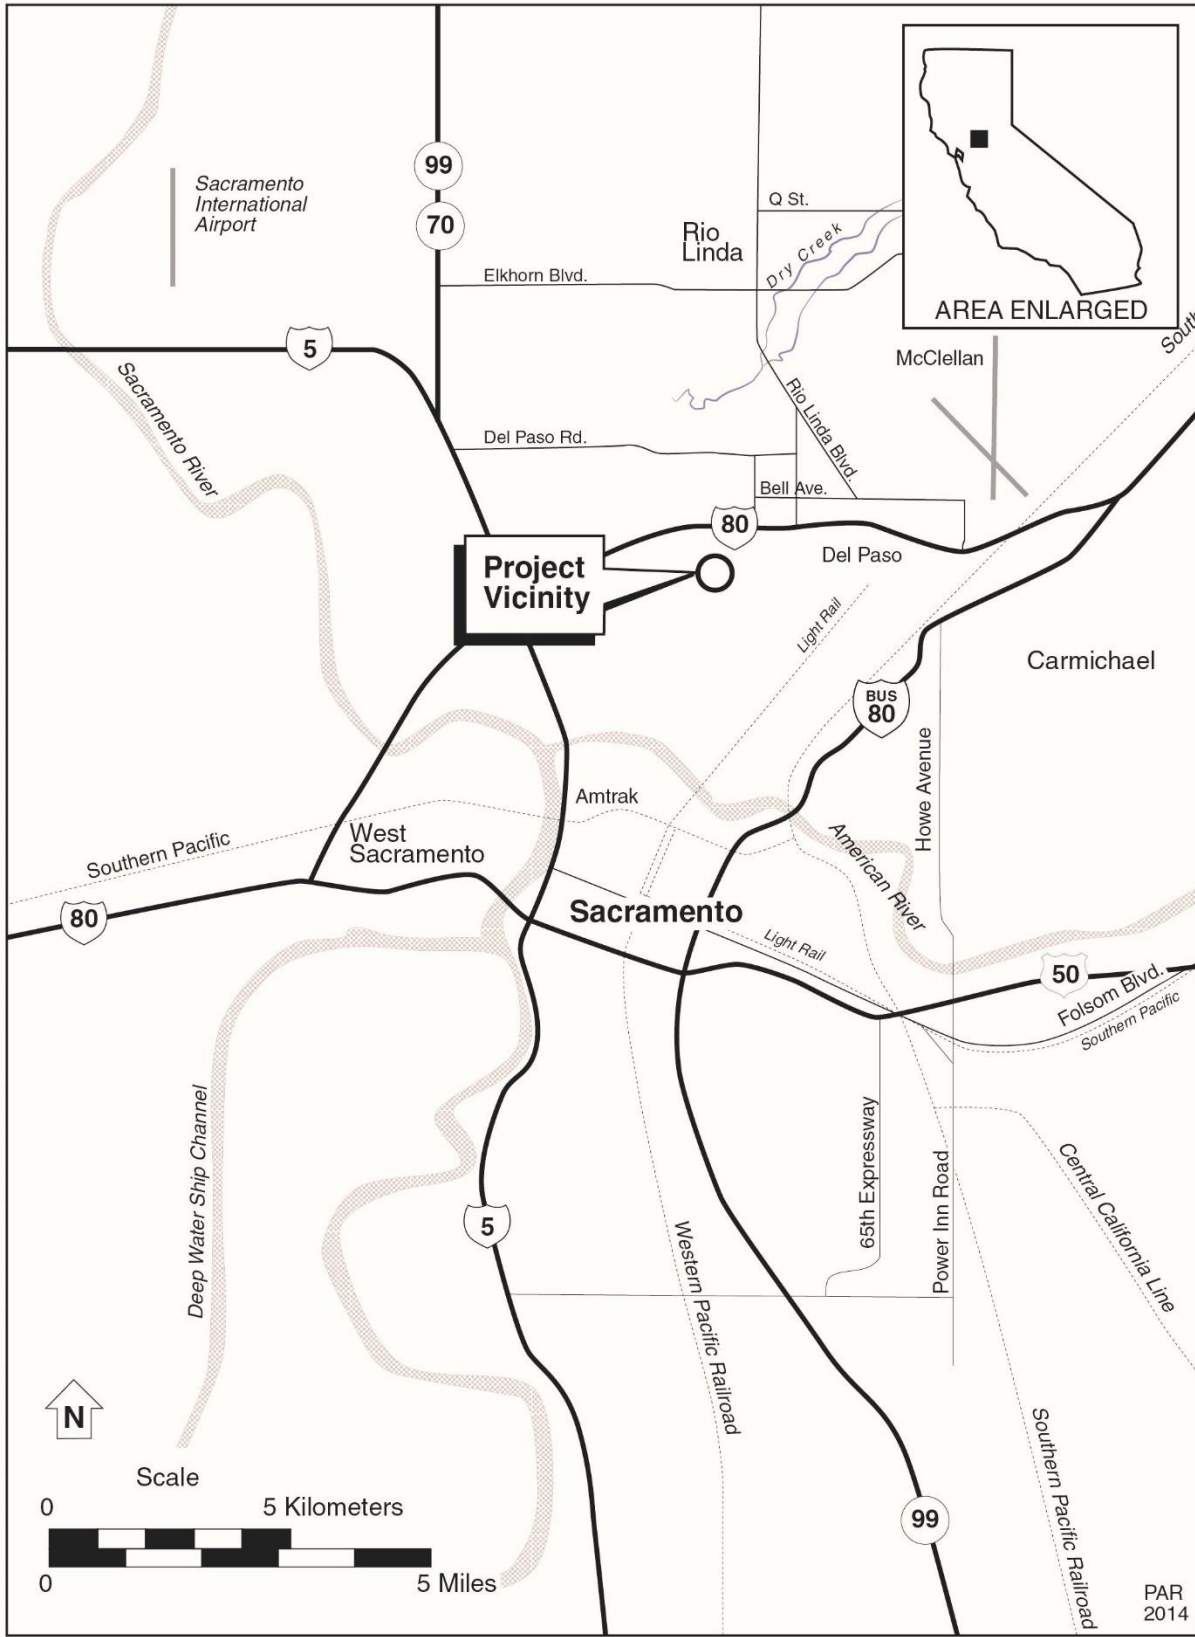 99
70
Sacramento
International
Airport
Q St.
Rio
Linda
Dry Creek
Elkhorn Blvd.
AREA ENLARGED
5
McClellan
South
Sacramento River
Rio Linda Blvd.
Del Paso Rd.
Bell Ave.
80
Del Paso
Project
Vicinity
Light Rail
Carmichael
BUS
80
Howe Avenue
Amtrak
West
Sacramento
Southern Pacific
American River
80
Sacramento
Light Rail
50
Folsom Blvd.
Southern Pacific
Deep Water Ship Channel
65th Expressway
Power Inn Road
Central California Line
5
Western Pacific Railroad
N
Southern Pacific Railroad
Scale
0
5 Kilometers
0
5 Miles
99
PAR
2014